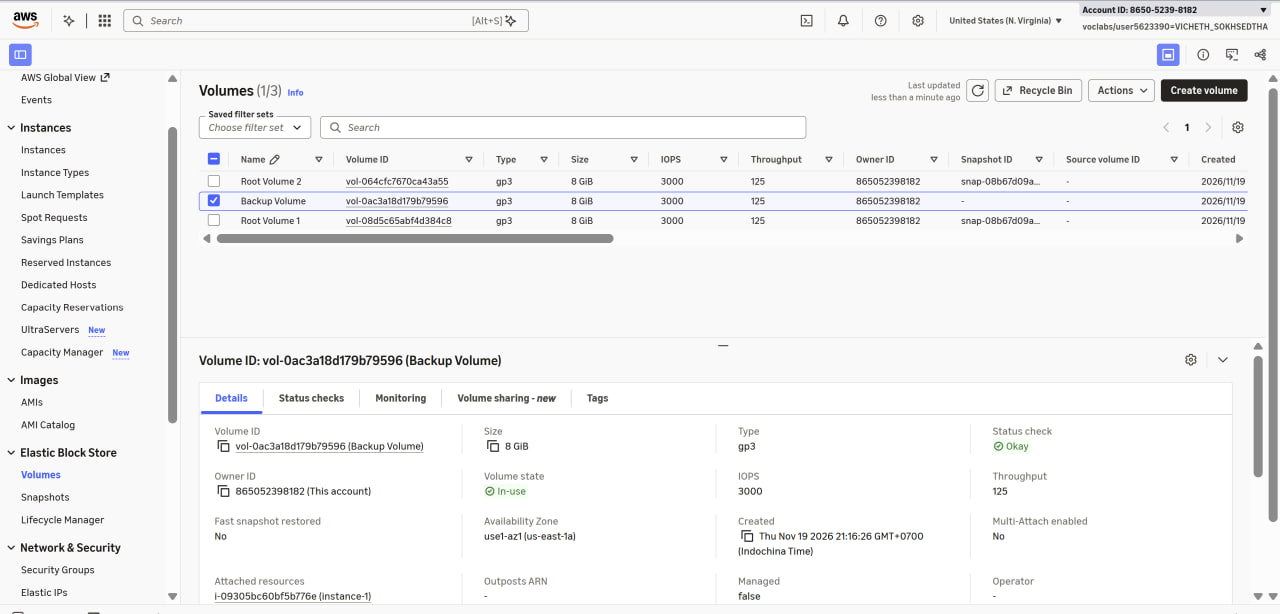 aws
Search [Alt+S]
United States (N. Virginia)
Account ID: 8650-5239-8182
voclabs/user5623390=VICHETH_SOKHSEDTHA
AWS Global View
Events
Instances
Instances
Instance Types
Launch Templates
Spot Requests
Savings Plans
Reserved Instances
Dedicated Hosts
Capacity Reservations
UltraServers New
Capacity Manager New
Images
AMIs
AMI Catalog
Elastic Block Store
Volumes
Snapshots
Lifecycle Manager
Network & Security
Security Groups
Elastic IPs
Volumes (1/3) Info
Last updated
less than a minute ago
Recycle Bin
Actions
Create volume
Saved filter sets
Choose filter set
Search
1
Name Volume ID Type Size IOPS Throughput Owner ID Snapshot ID Source volume ID Created
Root Volume 2 vol-064cfc7670ca43a55 gp3 8 GiB 3000 125 865052398182 snap-08b67d09a... - 2026/11/19
Backup Volume vol-0ac3a18d179b79596 gp3 8 GiB 3000 125 865052398182 - - 2026/11/19
Root Volume 1 vol-08d5c65abf4d384c8 gp3 8 GiB 3000 125 865052398182 snap-08b67d09a... - 2026/11/19
Volume ID: vol-0ac3a18d179b79596 (Backup Volume)
Details Status checks Monitoring Volume sharing - new Tags
Volume ID Size Type Status check
vol-0ac3a18d179b79596 (Backup Volume) 8 GiB gp3 Okay
Owner ID Volume state IOPS Throughput
865052398182 (This account) In-use 3000 125
Fast snapshot restored Availability Zone Created Multi-Attach enabled
No use1-az1 (us-east-1a) Thu Nov 19 2026 21:16:26 GMT+0700 No
(Indochina Time)
Attached resources Outposts ARN Managed Operator
i-09305bc60bf5b776e (instance-1) - false -